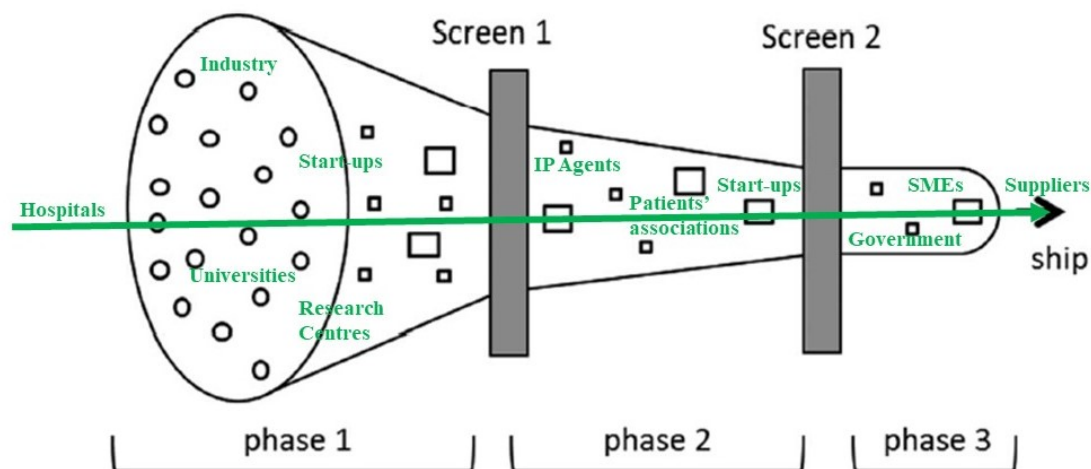 Screen 1
Screen 2
Industry
Start-ups
IP Agents
Start-ups
SMEs
Suppliers
Hospitals
Patients'
associations
Government
ship
Universities
Research
Centres
phase 1
phase 2
phase 3